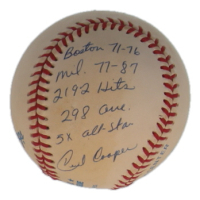 Boston 71-76
Mil. 77-87
2192 Hits
298 Ave.
5x all-Star
Cecil Cooper